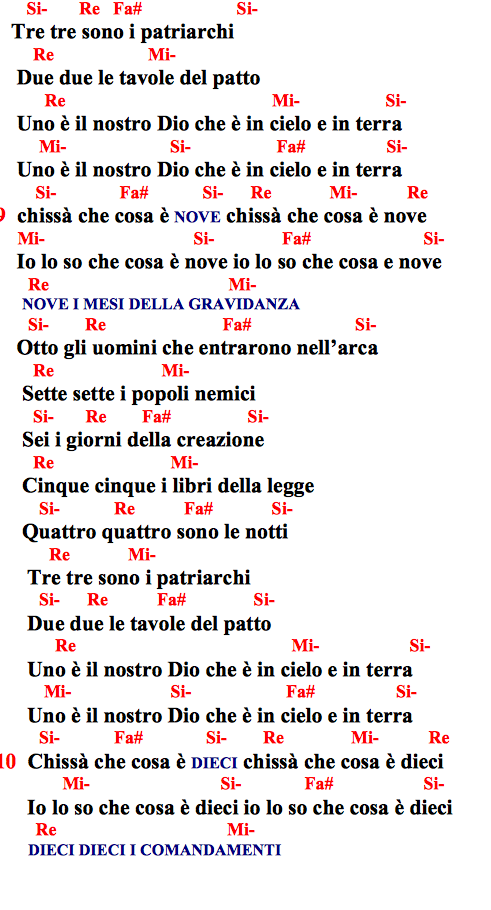 Si- Re Fa# Si-
Tre tre sono i patriarchi
Re Mi-
Due due le tavole del patto
Re Mi- Si-
Uno è il nostro Dio che è in cielo e in terra
Mi- Si- Fa# Si-
Uno è il nostro Dio che è in cielo e in terra
Si- Fa# Si- Re Mi- Re
9 chissà che cosa è NOVE chissà che cosa è nove
Mi- Si- Fa# Si-
Io lo so che cosa è nove io lo so che cosa e nove
Re Mi-
NOVE I MESI DELLA GRAVIDANZA
Si- Re Fa# Si-
Otto gli uomini che entrarono nell’arca
Re Mi-
Sette sette i popoli nemici
Si- Re Fa# Si-
Sei i giorni della creazione
Re Mi-
Cinque cinque i libri della legge
Si- Re Fa# Si-
Quattro quattro sono le notti
Re Mi-
Tre tre sono i patriarchi
Si- Re Fa# Si-
Due due le tavole del patto
Re Mi- Si-
Uno è il nostro Dio che è in cielo e in terra
Mi- Si- Fa# Si-
Uno è il nostro Dio che è in cielo e in terra
Si- Fa# Si- Re Mi- Re
10 Chissà che cosa è DIECI chissà che cosa è dieci
Mi- Si- Fa# Si-
Io lo so che cosa è dieci io lo so che cosa è dieci
Re Mi-
DIECI DIECI I COMANDAMENTI